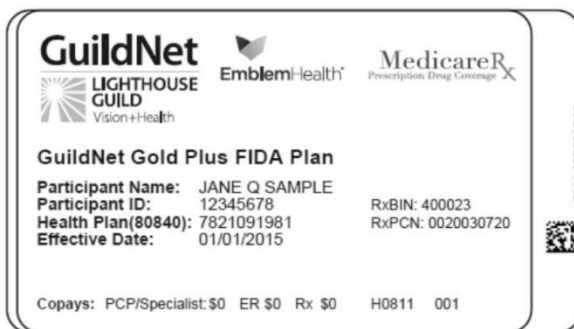 GuildNet
LIGHTHOUSE
GUILD
Vision+Health
EmblemHealth®
MedicareRx
Prescription Drug Coverage
GuildNet Gold Plus FIDA Plan
Participant Name: JANE Q SAMPLE
Participant ID: 12345678 RxBIN: 400023
Health Plan(80840): 7821091981 RxPCN: 0020030720
Effective Date: 01/01/2015
Copays: PCP/Specialist: $0 ER $0 Rx $0 H0811 001